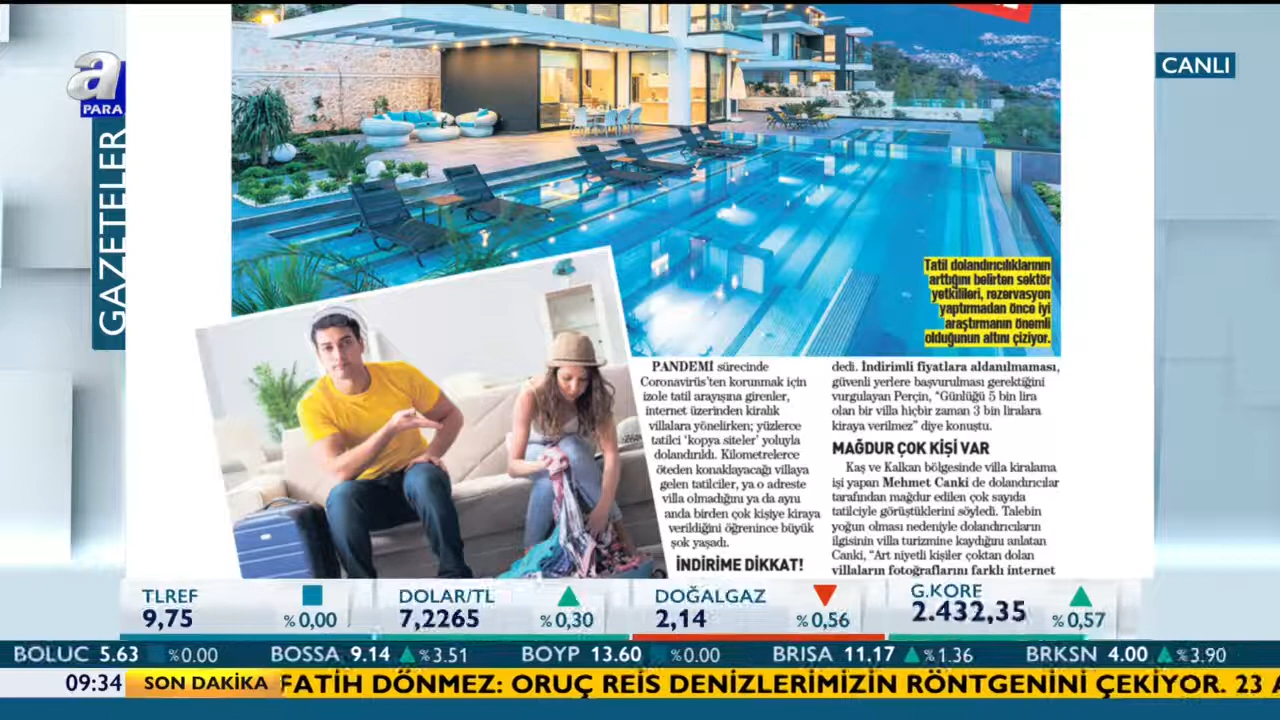 a
PARA
GAZETELER
CANLI
Tatil dolandırıcılıklarının
arttığını belirten sektör
yetkilileri, rezervasyon
yaptırmadan önce iyi
araştırmanın önemli
olduğunun altını çiziyor.
PANDEMİ sürecinde
Coronavirüs'ten korunmak için
izole tatil arayışına girenler,
internet üzerinden kiralık
villalara yönelirken; yüzlerce
tatilci 'kopya siteler' yoluyla
dolandırıldı. Kilometrelerce
öteden konaklayacağı villaya
gelen tatilciler, ya o adreste
villa olmadığını ya da aynı
anda birden çok kişiye kiraya
verildiğini öğrenince büyük
şok yaşadı.
İNDİRİME DİKKAT!
dedi. İndirimli fiyatlara aldanılmaması,
güvenli yerlere başvurulması gerektiğini
vurgulayan Perçin, "Günlüğü 5 bin lira
olan bir villa hiçbir zaman 3 bin liralara
kiraya verilmez" diye konuştu.
MAĞDUR ÇOK KİŞİ VAR
Kaş ve Kalkan bölgesinde villa kiralama
işi yapan Mehmet Canki de dolandırıcılar
tarafından mağdur edilen çok sayıda
tatilciyle görüştüklerini söyledi. Talebin
yoğun olması nedeniyle dolandırıcıların
ilgisinin villa turizmine kaydığını anlatan
Canki, "Art niyetli kişiler çoktan dolan
villaların fotoğraflarını farklı internet
TLREF 9,75 %0,00
DOLAR/TL 7,2265 %0,30
DOĞALGAZ 2,14 %0,56
G.KORE 2.432,35 %0,57
BOLUC 5.63 %0.00 BOSSA 9.14 %3.51 BOYP 13.60 %0.00 BRISA 11.17 %1.36 BRKSN 4.00 %3.90
09:34 SON DAKİKA FATİH DÖNMEZ: ORUÇ REİS DENİZLERİMİZİN RÖNTGENİNİ ÇEKİYOR. 23 A